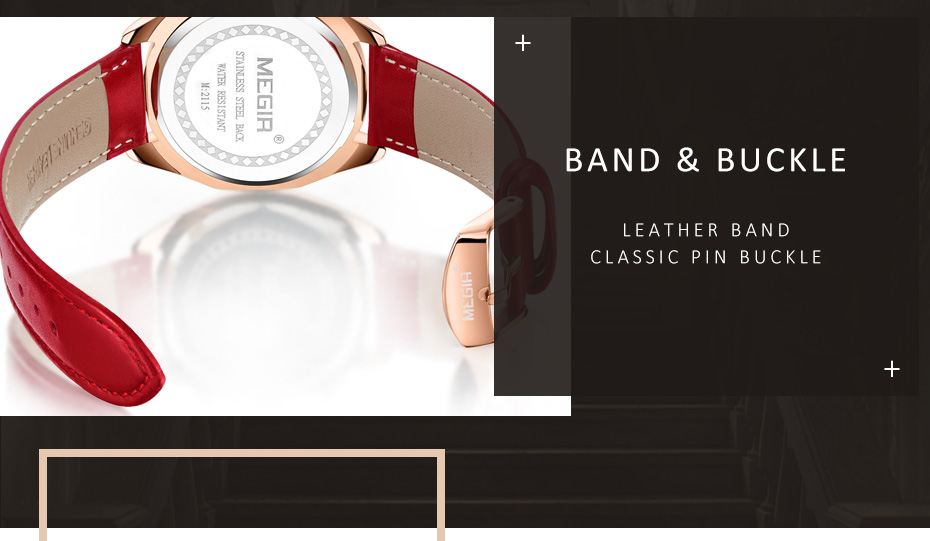 MEGIR®
STAINLESS STEEL BACK
WATER RESISTANT
M:2115
MEGIR
BAND & BUCKLE
LEATHER BAND
CLASSIC PIN BUCKLE